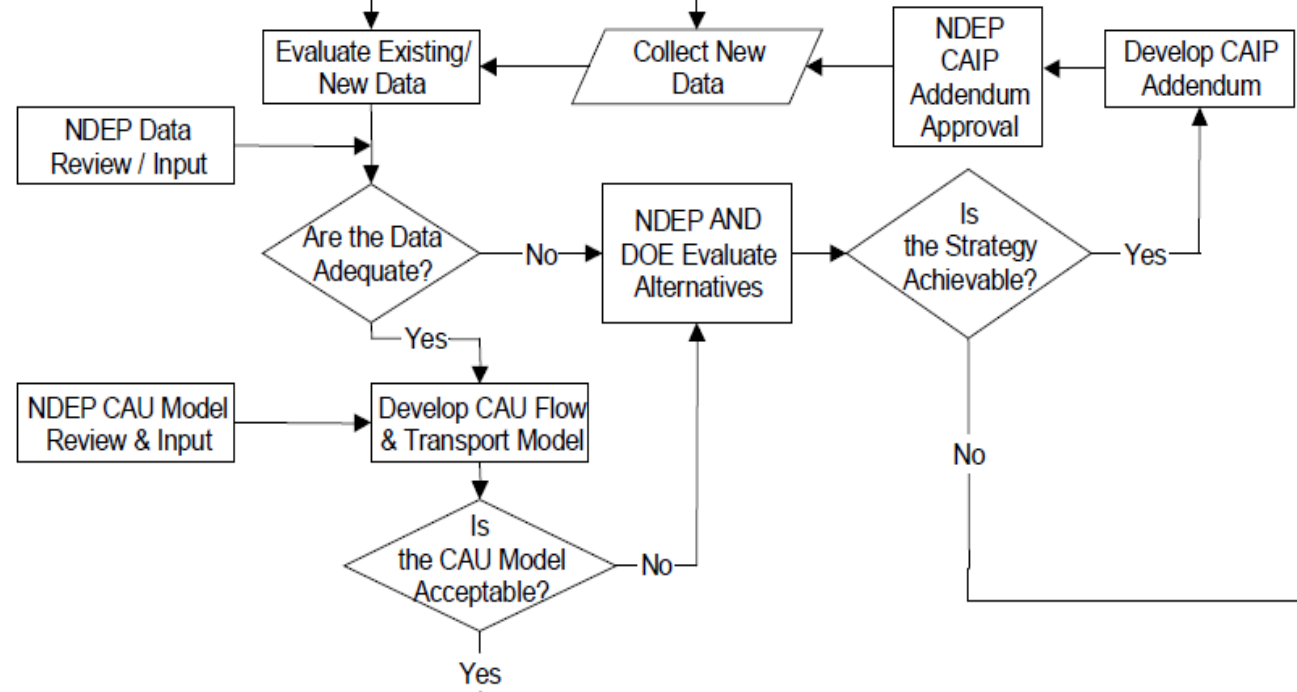 Evaluate Existing/
New Data
Collect New
Data
NDEP
CAIP
Addendum
Approval
Develop CAIP
Addendum
NDEP Data
Review / Input
Are the Data
Adequate?
No
NDEP AND
DOE Evaluate
Alternatives
Is
the Strategy
Achievable?
Yes
Yes
NDEP CAU Model
Review & Input
Develop CAU Flow
& Transport Model
No
Is
the CAU Model
Acceptable?
No
Yes